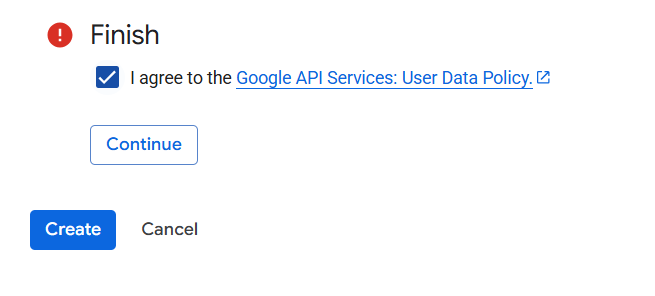 Finish
I agree to the Google API Services: User Data Policy.
Continue
Create Cancel